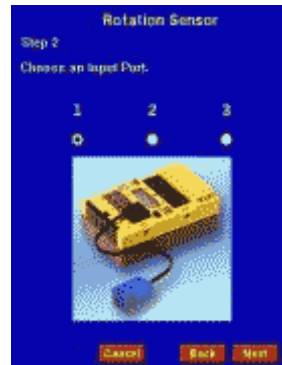 Rotation Sensor
Step 2
Choose an Input Port.
1 2 3
Cancel Back Next